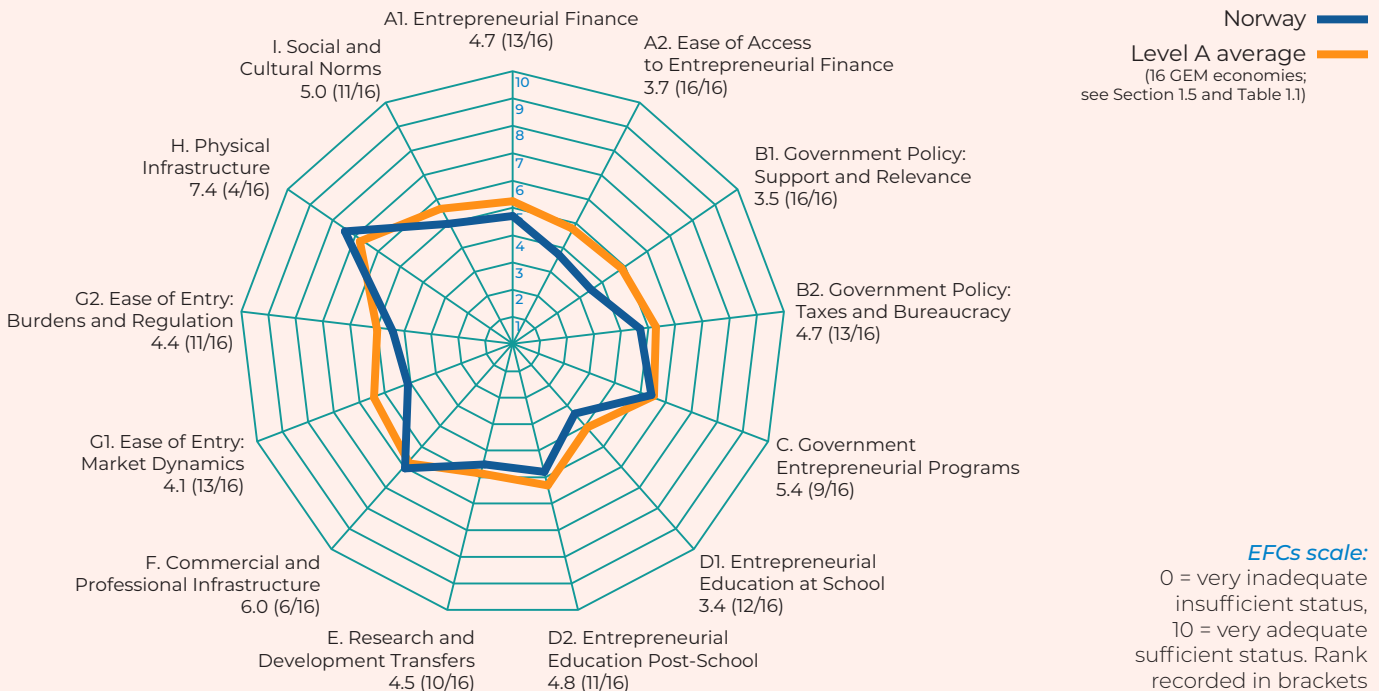 A1. Entrepreneurial Finance
4.7 (13/16)
A2. Ease of Access
to Entrepreneurial Finance
3.7 (16/16)
B1. Government Policy:
Support and Relevance
3.5 (16/16)
B2. Government Policy:
Taxes and Bureaucracy
4.7 (13/16)
C. Government
Entrepreneurial Programs
5.4 (9/16)
D1. Entrepreneurial
Education at School
3.4 (12/16)
D2. Entrepreneurial
Education Post-School
4.8 (11/16)
E. Research and
Development Transfers
4.5 (10/16)
F. Commercial and
Professional Infrastructure
6.0 (6/16)
G1. Ease of Entry:
Market Dynamics
4.1 (13/16)
G2. Ease of Entry:
Burdens and Regulation
4.4 (11/16)
H. Physical
Infrastructure
7.4 (4/16)
I. Social and
Cultural Norms
5.0 (11/16)
10
9
8
7
6
5
4
3
2
1
Norway
Level A average
(16 GEM economies;
see Section 1.5 and Table 1.1)
EFCs scale:
0 = very inadequate
insufficient status,
10 = very adequate
sufficient status. Rank
recorded in brackets